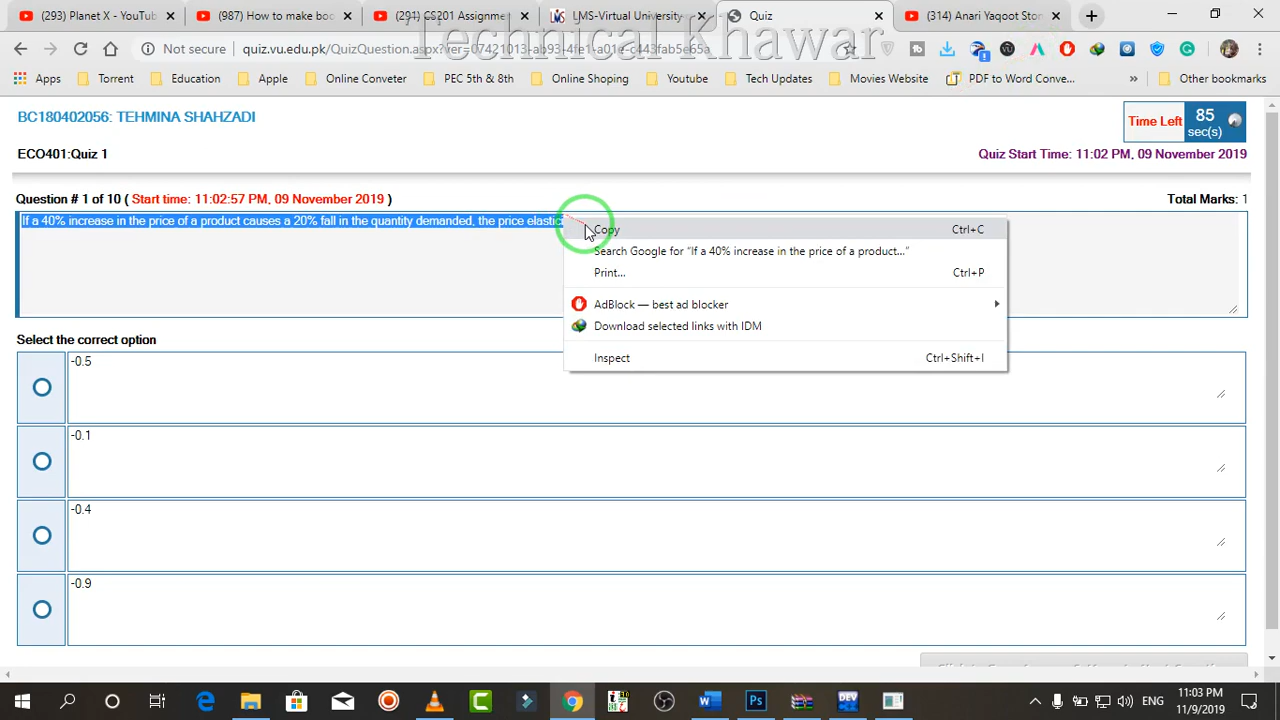 (293) Planet X - YouTub
(987) How to make boo
(291) CS201 Assignme
LMS-Virtual University
Quiz
(314) Anari Yaqoot Stor
Not secure
quiz.vu.edu.pk/QuizQuestion.aspx?ver=07421013-ab93-4fe1-a01e-c443fab5e65a
Technical Khawar
Apps
Torrent
Education
Apple
Online Conveter
PEC 5th & 8th
Online Shoping
Youtube
Tech Updates
Movies Website
PDF to Word Conve...
»
Other bookmarks
BC180402056: TEHMINA SHAHZADI
Time Left
85
sec(s)
ECO401:Quiz 1
Quiz Start Time: 11:02 PM, 09 November 2019
Question # 1 of 10 ( Start time: 11:02:57 PM, 09 November 2019 )
Total Marks: 1
If a 40% increase in the price of a product causes a 20% fall in the quantity demanded, the price elastic
Copy
Ctrl+C
Search Google for “If a 40% increase in the price of a product...”
Print...
Ctrl+P
AdBlock — best ad blocker
Download selected links with IDM
Inspect
Ctrl+Shift+I
Select the correct option
-0.5
-0.1
-0.4
-0.9
ENG
11:03 PM
11/9/2019